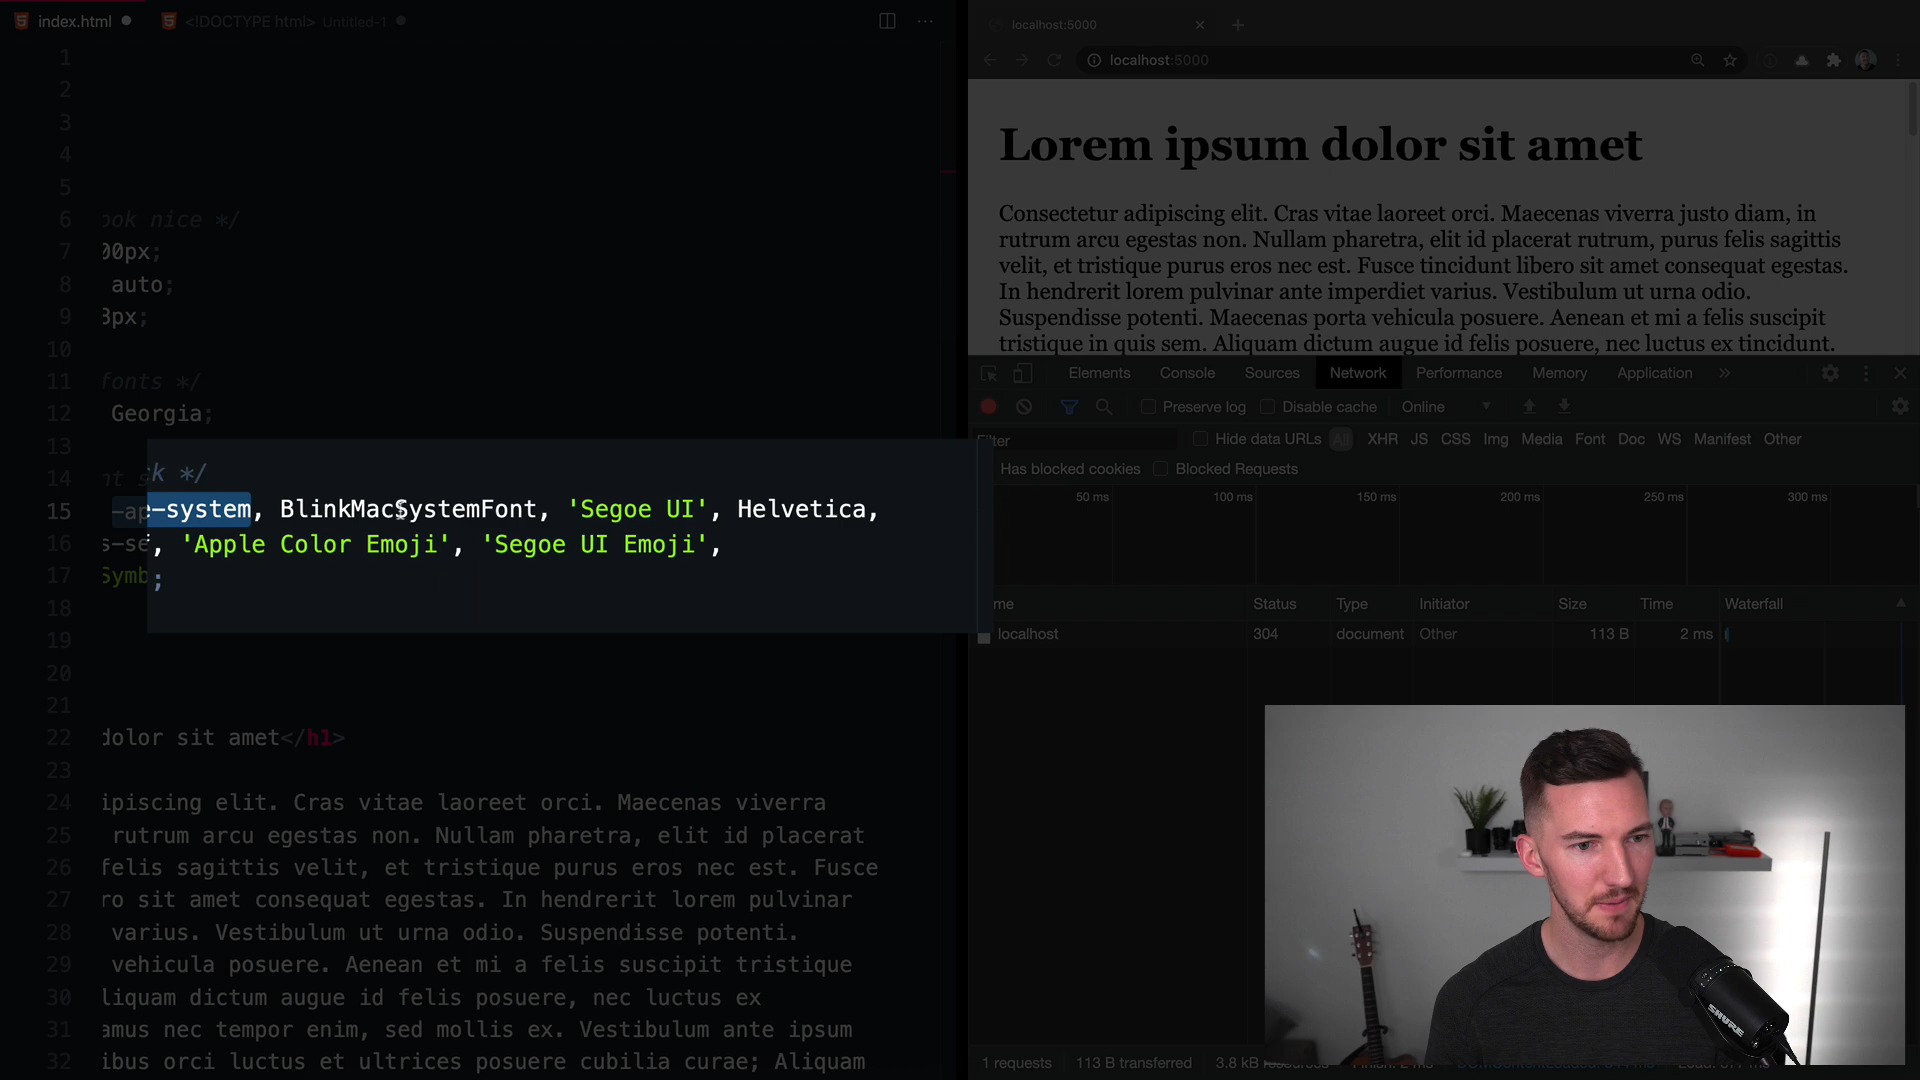 index.html
<!DOCTYPE html> Untitled-1
1
2
3
4
5
6 ook nice */
7 00px;
8 auto;
9 8px;
10
11 fonts */
12 Georgia;
13
14 nt s
k */
15 -ap
e-system, BlinkMacSystemFont, 'Segoe UI', Helvetica,
16 s-se
, 'Apple Color Emoji', 'Segoe UI Emoji',
17 Symb
;
18
19
20
21
22 dolor sit amet</h1>
23
24 ipiscing elit. Cras vitae laoreet orci. Maecenas viverra
25 rutrum arcu egestas non. Nullam pharetra, elit id placerat
26 felis sagittis velit, et tristique purus eros nec est. Fusce
27 ro sit amet consequat egestas. In hendrerit lorem pulvinar
28 varius. Vestibulum ut urna odio. Suspendisse potenti.
29 vehicula posuere. Aenean et mi a felis suscipit tristique
30 liquam dictum augue id felis posuere, nec luctus ex
31 amus nec tempor enim, sed mollis ex. Vestibulum ante ipsum
32 ibus orci luctus et ultrices posuere cubilia curae; Aliquam
localhost:5000
localhost:5000
Lorem ipsum dolor sit amet
Consectetur adipiscing elit. Cras vitae laoreet orci. Maecenas viverra justo diam, in
rutrum arcu egestas non. Nullam pharetra, elit id placerat rutrum, purus felis sagittis
velit, et tristique purus eros nec est. Fusce tincidunt libero sit amet consequat egestas.
In hendrerit lorem pulvinar ante imperdiet varius. Vestibulum ut urna odio.
Suspendisse potenti. Maecenas porta vehicula posuere. Aenean et mi a felis suscipit
tristique in quis sem. Aliquam dictum augue id felis posuere, nec luctus ex tincidunt.
Elements Console Sources Network Performance Memory Application »
Preserve log Disable cache Online
Filter Hide data URLs All XHR JS CSS Img Media Font Doc WS Manifest Other
Has blocked cookies Blocked Requests
50 ms 100 ms 150 ms 200 ms 250 ms 300 ms
me Status Type Initiator Size Time Waterfall
localhost 304 document Other 113 B 2 ms
SHURE
1 requests 113 B transferred 3.8 kB